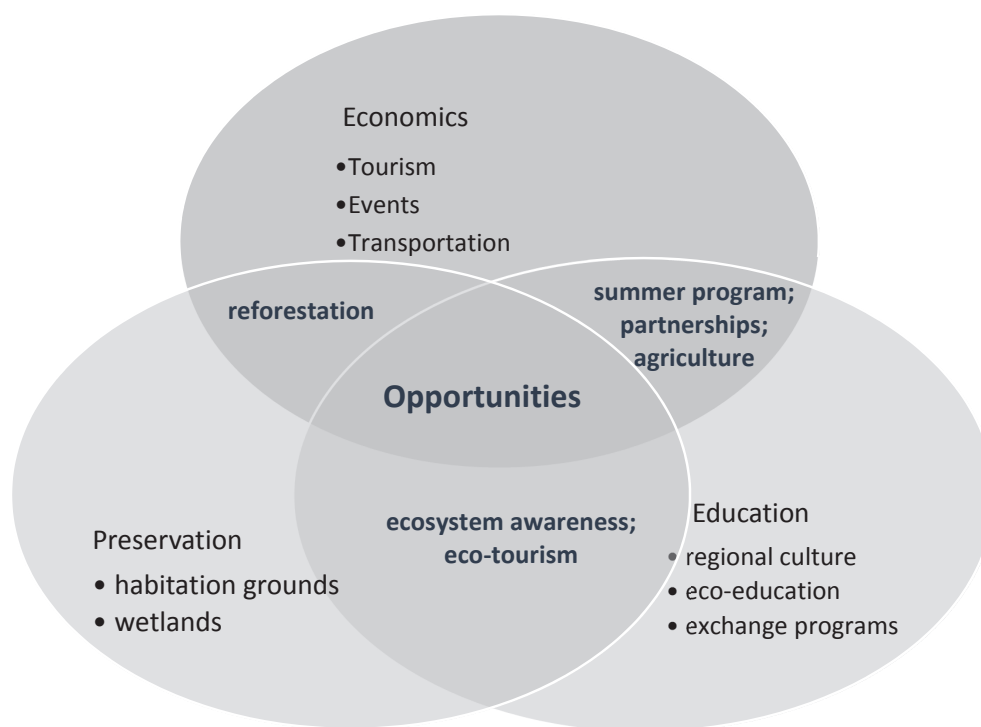 Economics
•Tourism
•Events
•Transportation
reforestation
summer program;
partnerships;
agriculture
Opportunities
ecosystem awareness;
eco-tourism
Preservation
• habitation grounds
• wetlands
Education
• regional culture
• eco-education
• exchange programs